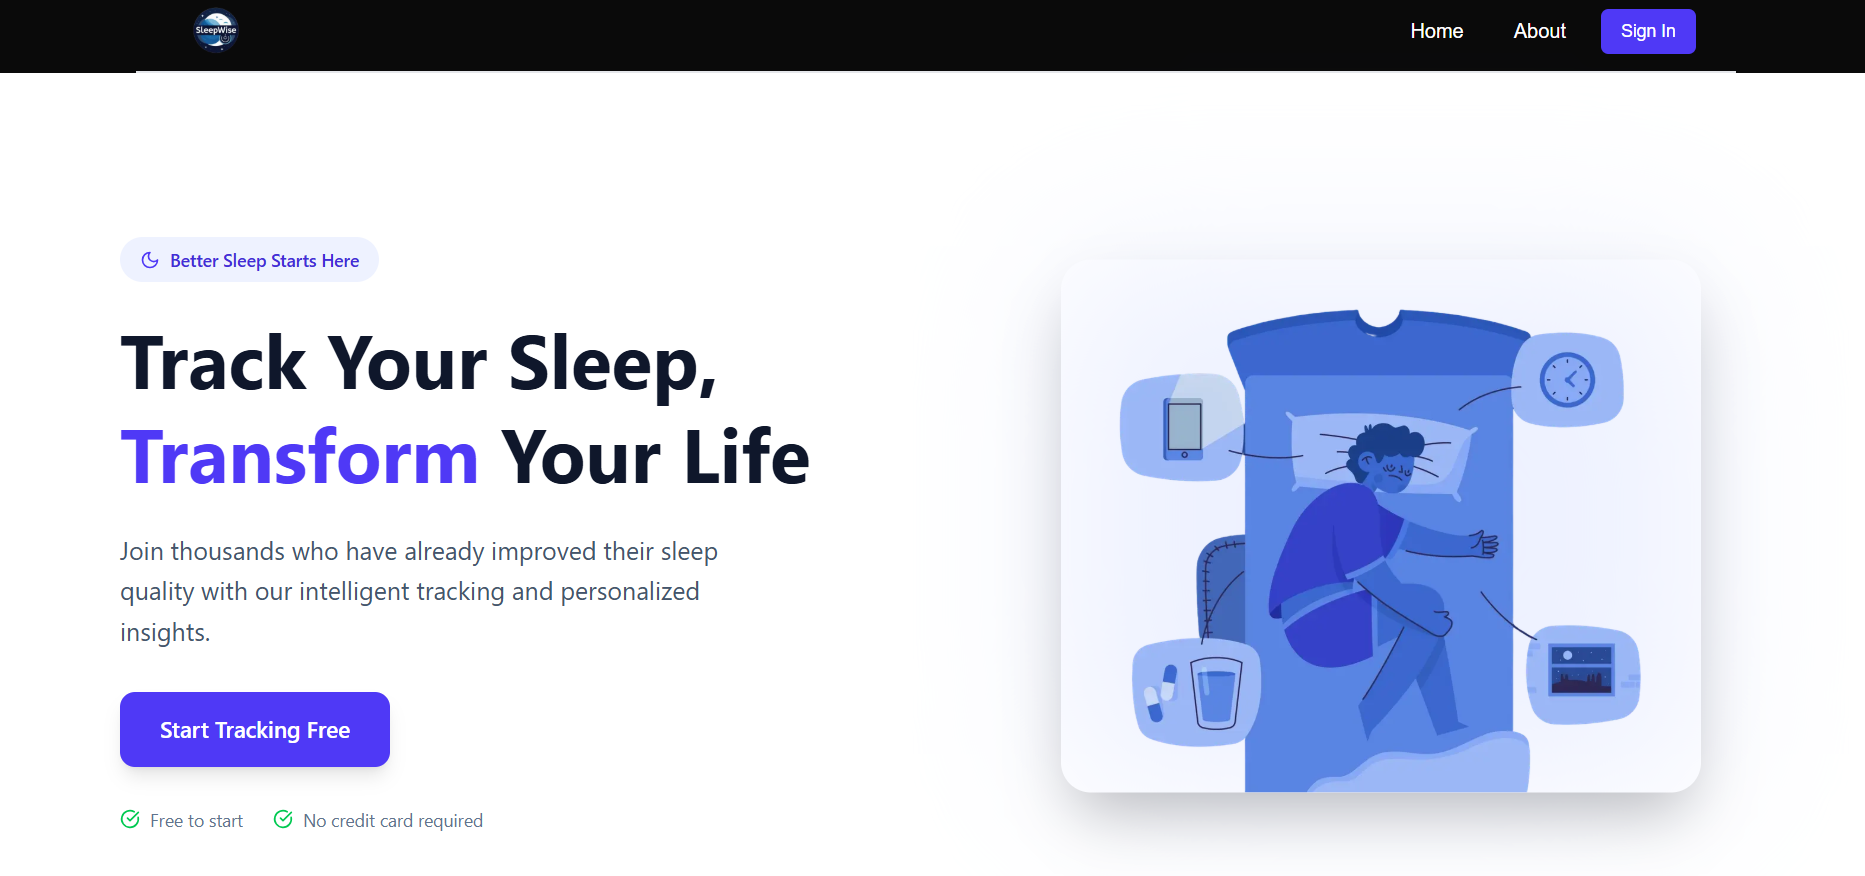 SleepWise
Home
About
Sign In
Better Sleep Starts Here
Track Your Sleep,
Transform Your Life
Join thousands who have already improved their sleep
quality with our intelligent tracking and personalized
insights.
Start Tracking Free
Free to start
No credit card required